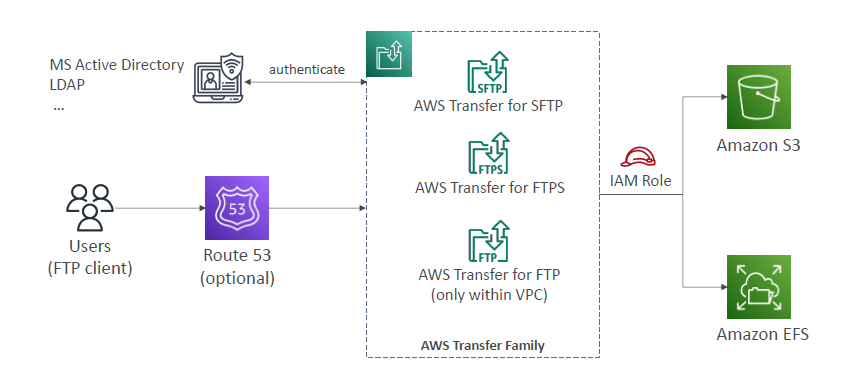 MS Active Directory
LDAP
...
authenticate
SFTP
AWS Transfer for SFTP
FTPS
AWS Transfer for FTPS
FTP
AWS Transfer for FTP
(only within VPC)
AWS Transfer Family
Users
(FTP client)
53
Route 53
(optional)
IAM Role
Amazon S3
Amazon EFS